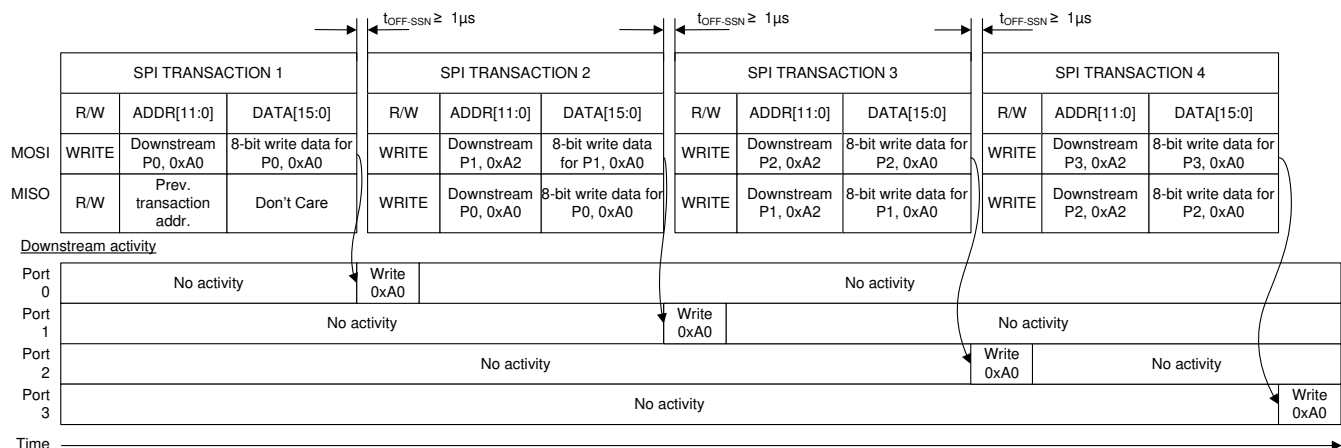 tOFF-SSN ≥ 1μs tOFF-SSN ≥ 1μs tOFF-SSN ≥ 1μs
SPI TRANSACTION 1 SPI TRANSACTION 2 SPI TRANSACTION 3 SPI TRANSACTION 4
R/W ADDR[11:0] DATA[15:0] R/W ADDR[11:0] DATA[15:0] R/W ADDR[11:0] DATA[15:0] R/W ADDR[11:0] DATA[15:0]
MOSI WRITE Downstream P0, 0xA0 8-bit write data for P0, 0xA0 WRITE Downstream P1, 0xA2 8-bit write data for P1, 0xA0 WRITE Downstream P2, 0xA2 8-bit write data for P2, 0xA0 WRITE Downstream P3, 0xA2 8-bit write data for P3, 0xA0
MISO R/W Prev. transaction addr. Don't Care WRITE Downstream P0, 0xA0 8-bit write data for P0, 0xA0 WRITE Downstream P1, 0xA2 8-bit write data for P1, 0xA0 WRITE Downstream P2, 0xA2 8-bit write data for P2, 0xA0
Downstream activity
Port 0 No activity Write 0xA0 No activity
Port 1 No activity Write 0xA0 No activity
Port 2 No activity Write 0xA0 No activity
Port 3 No activity Write 0xA0
Time